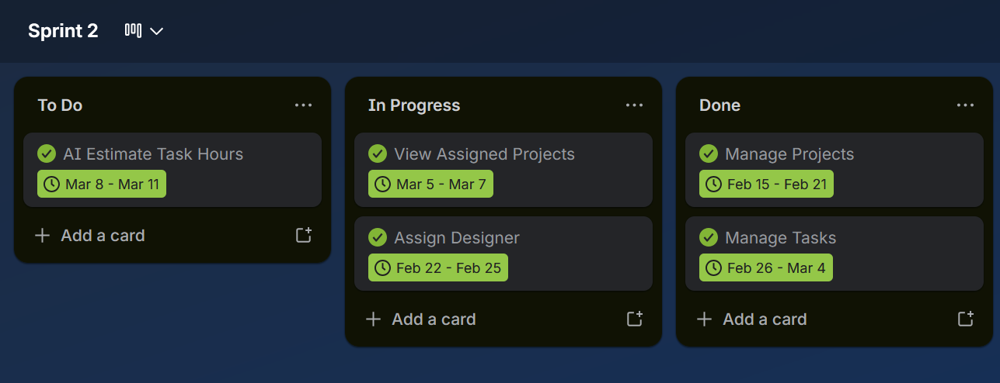 Sprint 2
To Do
AI Estimate Task Hours
Mar 8 - Mar 11
Add a card
In Progress
View Assigned Projects
Mar 5 - Mar 7
Assign Designer
Feb 22 - Feb 25
Add a card
Done
Manage Projects
Feb 15 - Feb 21
Manage Tasks
Feb 26 - Mar 4
Add a card